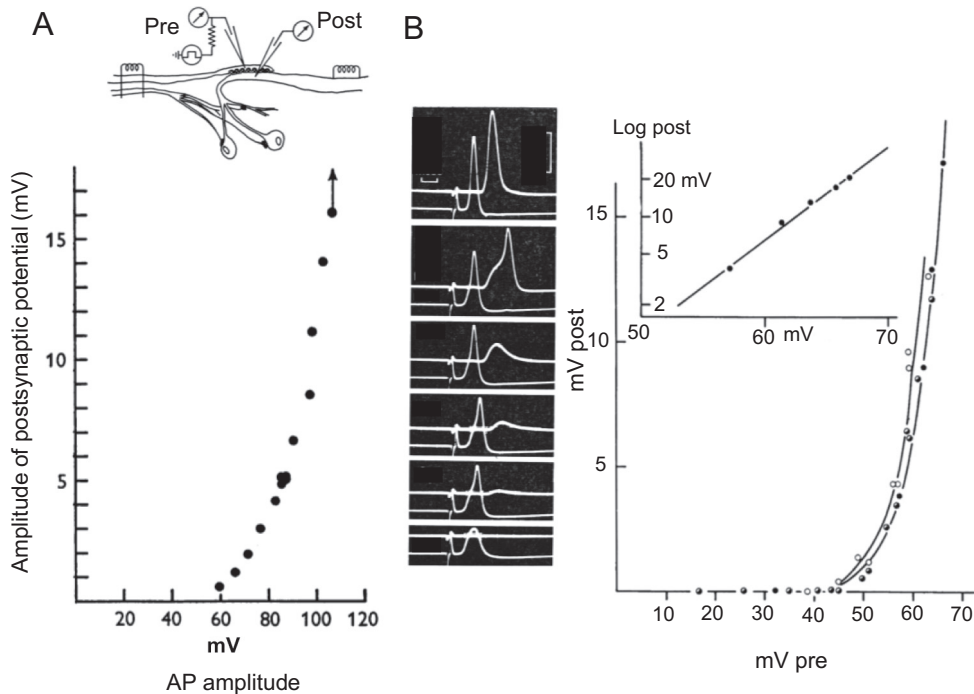 A
Pre
Post
Amplitude of postsynaptic potential (mV)
15
10
5
20 40 60 80 100 120
mV
AP amplitude
B
Log post
20 mV
10
5
2
50 60 mV 70
mV post
15
10
5
10 20 30 40 50 60 70
mV pre